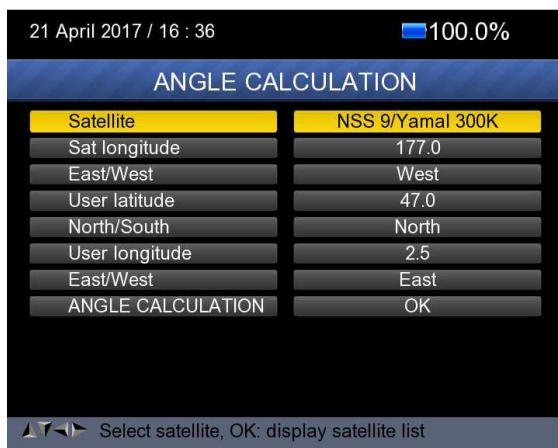 21 April 2017 / 16 : 36 100.0%
ANGLE CALCULATION
Satellite NSS 9/Yamal 300K
Sat longitude 177.0
East/West West
User latitude 47.0
North/South North
User longitude 2.5
East/West East
ANGLE CALCULATION OK
Select satellite, OK: display satellite list